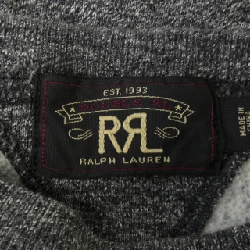 EST. 1993
RRL
RALPH LAUREN
MADE IN